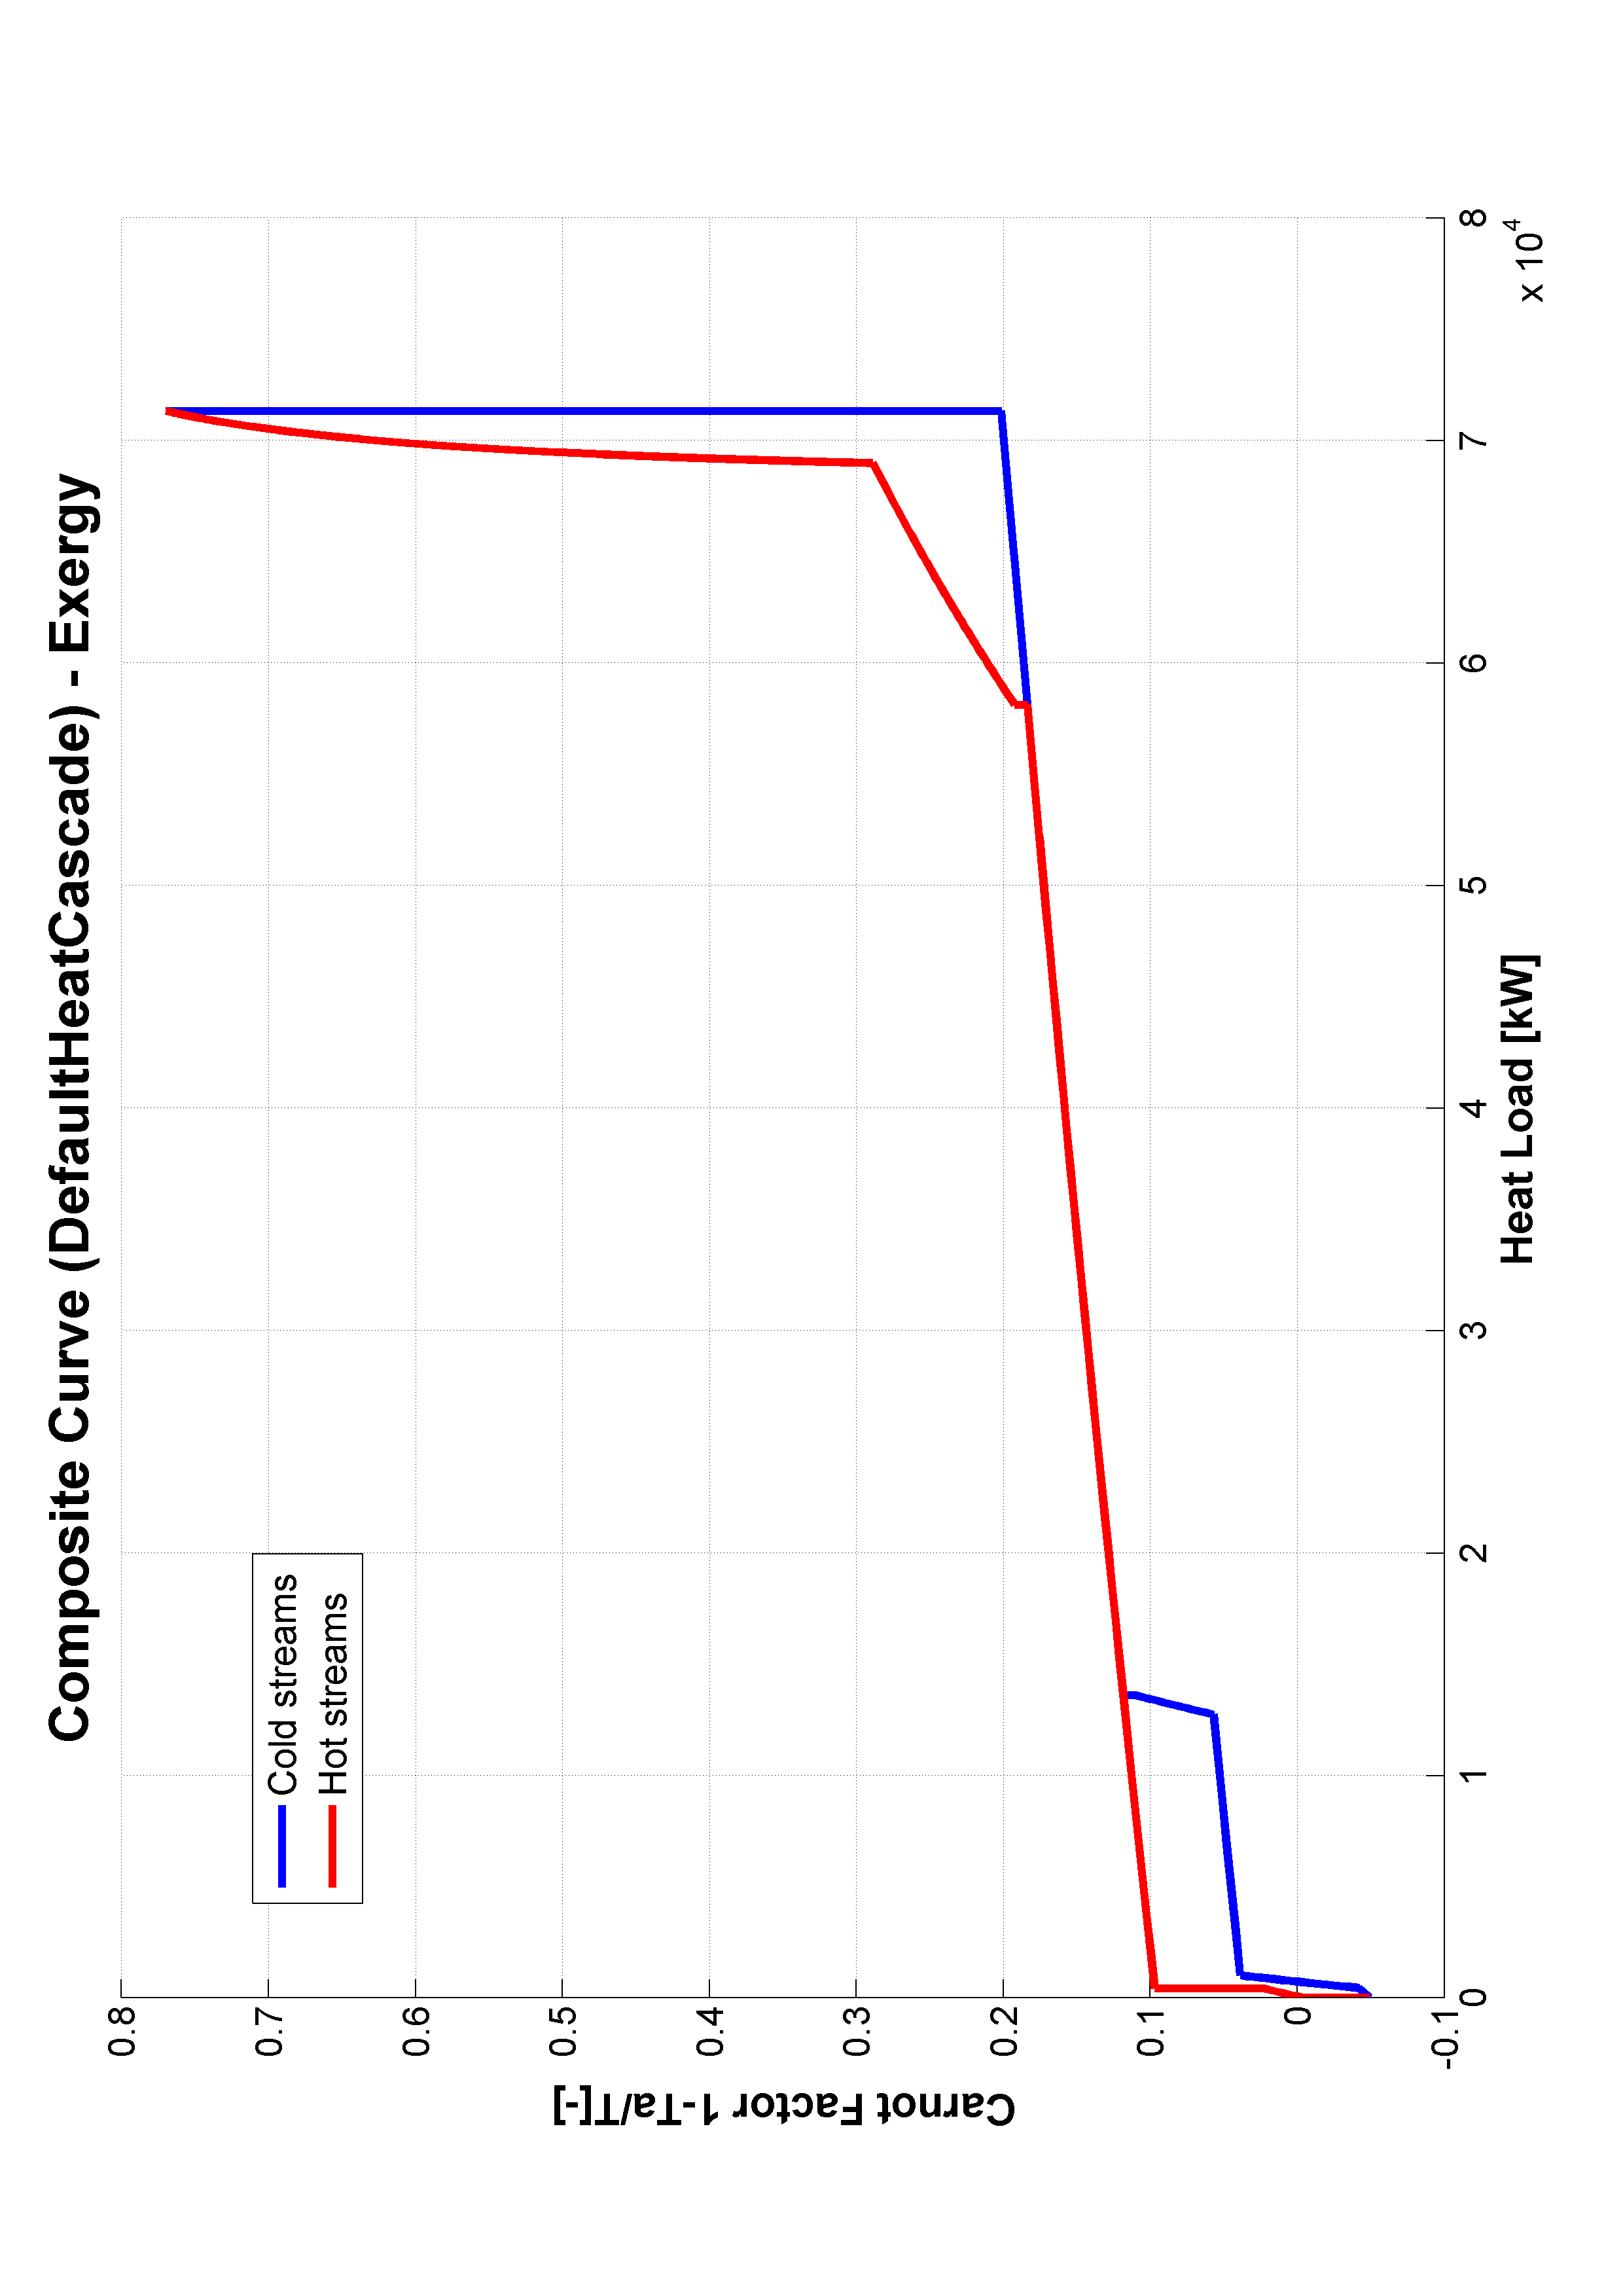 Composite Curve (DefaultHeatCascade) - Exergy
Carnot Factor 1-Ta/T[-]
0.8
0.7
0.6
0.5
0.4
0.3
0.2
0.1
0
-0.1
Cold streams
Hot streams
0 1 2 3 4 5 6 7 8
x 10^4
Heat Load [kW]